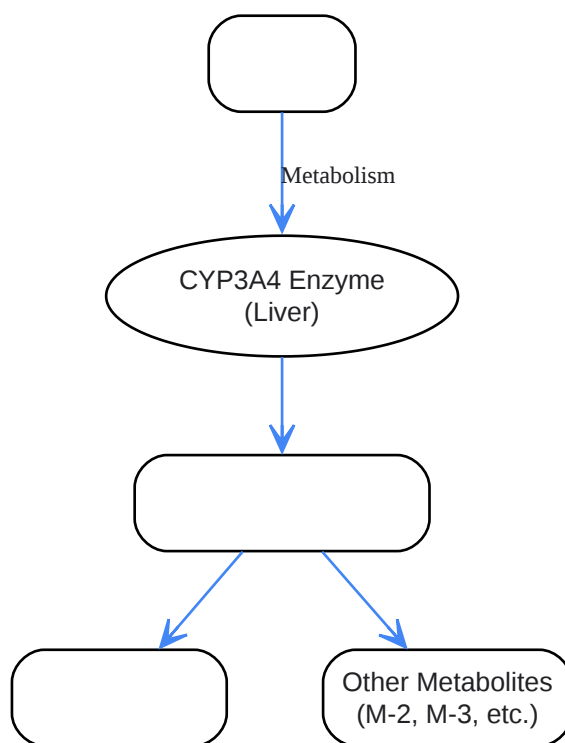 Metabolism
CYP3A4 Enzyme
(Liver)
Other Metabolites
(M-2, M-3, etc.)